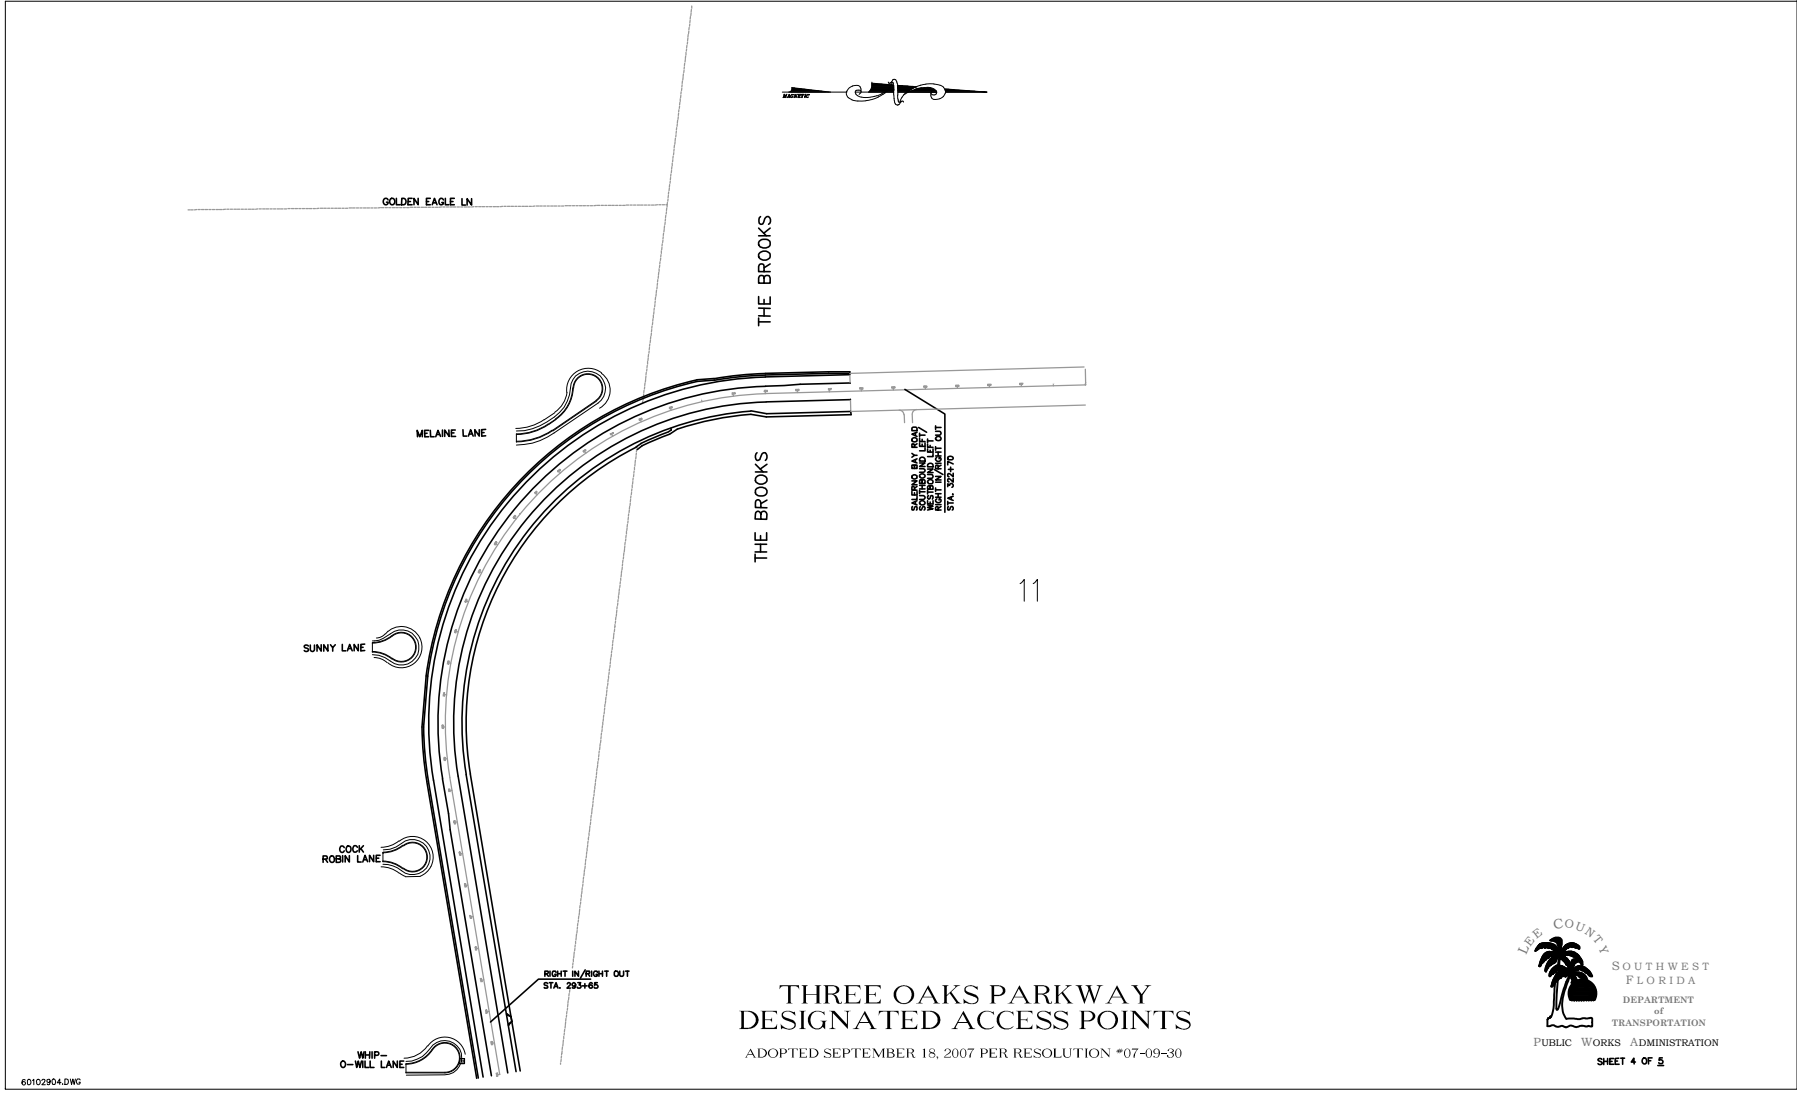 MAGNETIC
GOLDEN EAGLE LN
THE BROOKS
MELAINE LANE
THE BROOKS
SALERNO BAY ROAD
SOUTHBOUND LEFT/
WESTBOUND LEFT
RIGHT IN/RIGHT OUT
STA. 322+70
11
SUNNY LANE
COCK
ROBIN LANE
RIGHT IN/RIGHT OUT
STA. 293+65
WHIP-
O-WILL LANE
THREE OAKS PARKWAY
DESIGNATED ACCESS POINTS
ADOPTED SEPTEMBER 18, 2007 PER RESOLUTION #07-09-30
LEE COUNTY
SOUTHWEST
FLORIDA
DEPARTMENT
of
TRANSPORTATION
PUBLIC WORKS ADMINISTRATION
SHEET 4 OF 5
60102904.DWG